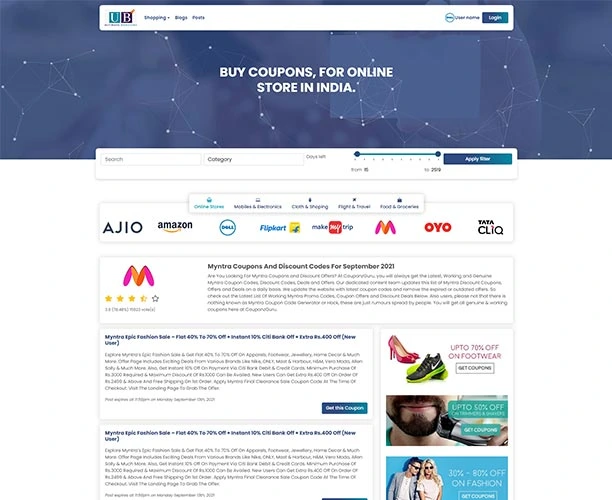 UB
Shopping Blogs Posts
User name Login
BUY COUPONS, FOR ONLINE
STORE IN INDIA.
Search Category Days left Apply filter
from 15 to 2519
Online Stores Mobiles & Electronics Cloth & Shoping Flight & Travel Food & Groceries
AJIO amazon DELL Flipkart make my trip OYO TATA CLiQ
Myntra Coupons And Discount Codes For September 2021
Are You Looking For Myntra Coupons and Discount Offers? At CouponsGuru, you will always get the Latest, Working and Genuine
Myntra Coupon Codes, Discount Codes, Deals and Offers. Our dedicated content team updates this list of Myntra Discount Coupons,
Offers and Deals on a daily basis. We update the website with latest coupon codes and remove the expired or outdated offers. So
check out the Latest List Of Working Myntra Promo Codes, Coupon Offers and Discount Deals Below. Also users, please not that there is
nothing known as Myntra Coupon Code Generator or Hack, these are just rumours spread by people. You will get all genuine & working
coupons here at CouponzGuru.
Myntra Epic Fashion Sale – Flat 40% To 70% Off + Instant 10% Citi Bank Off + Extra Rs.400 Off (New
User)
Explore Myntra's Epic Fashion Sale & Get Flat 40% To 70% Off On Apparels, Footwear, Jewellery, Home Decor & Much
More. Offer Page Includes Exciting Deals From Various Brands Like Nike, ONLY, Mast & Harbour, H&M, Vero Moda, Allen
Solly & Much More. Also, Get Instant 10% Off On Payment Via Citi Bank Debit & Credit Cards. Minimum Purchase Of
Rs.3000 Required & Maximum Discount Of Rs.1000 Can Be Availed. New Users Can Get Extra Rs.400 Off On Order Of
Rs.2499 & Above And Free Shipping On 1st Order. Apply Myntra Final Clearance Sale Coupon Code At The Time Of
Checkout. Visit The Landing Page To Grab The Offer.
Post expires at 11:59pm on Monday September 13th, 2021
Get this Coupon
Myntra Epic Fashion Sale – Flat 40% To 70% Off + Instant 10% Citi Bank Off + Extra Rs.400 Off (New
User)
Explore Myntra's Epic Fashion Sale & Get Flat 40% To 70% Off On Apparels, Footwear, Jewellery, Home Decor & Much
More. Offer Page Includes Exciting Deals From Various Brands Like Nike, ONLY, Mast & Harbour, H&M, Vero Moda, Allen
Solly & Much More. Also, Get Instant 10% Off On Payment Via Citi Bank Debit & Credit Cards. Minimum Purchase Of
Rs.3000 Required & Maximum Discount Of Rs.1000 Can Be Availed. New Users Can Get Extra Rs.400 Off On Order Of
Rs.2499 & Above And Free Shipping On 1st Order. Apply Myntra Final Clearance Sale Coupon Code At The Time Of
Checkout. Visit The Landing Page To Grab The Offer.
Post expires at 11:59pm on Monday September 13th, 2021
UPTO 70% OFF
ON FOOTWEAR
GET COUPONS
UPTO 50% OFF
GET COUPONS
30% - 80% OFF
ON FASHION
GET COUPONS